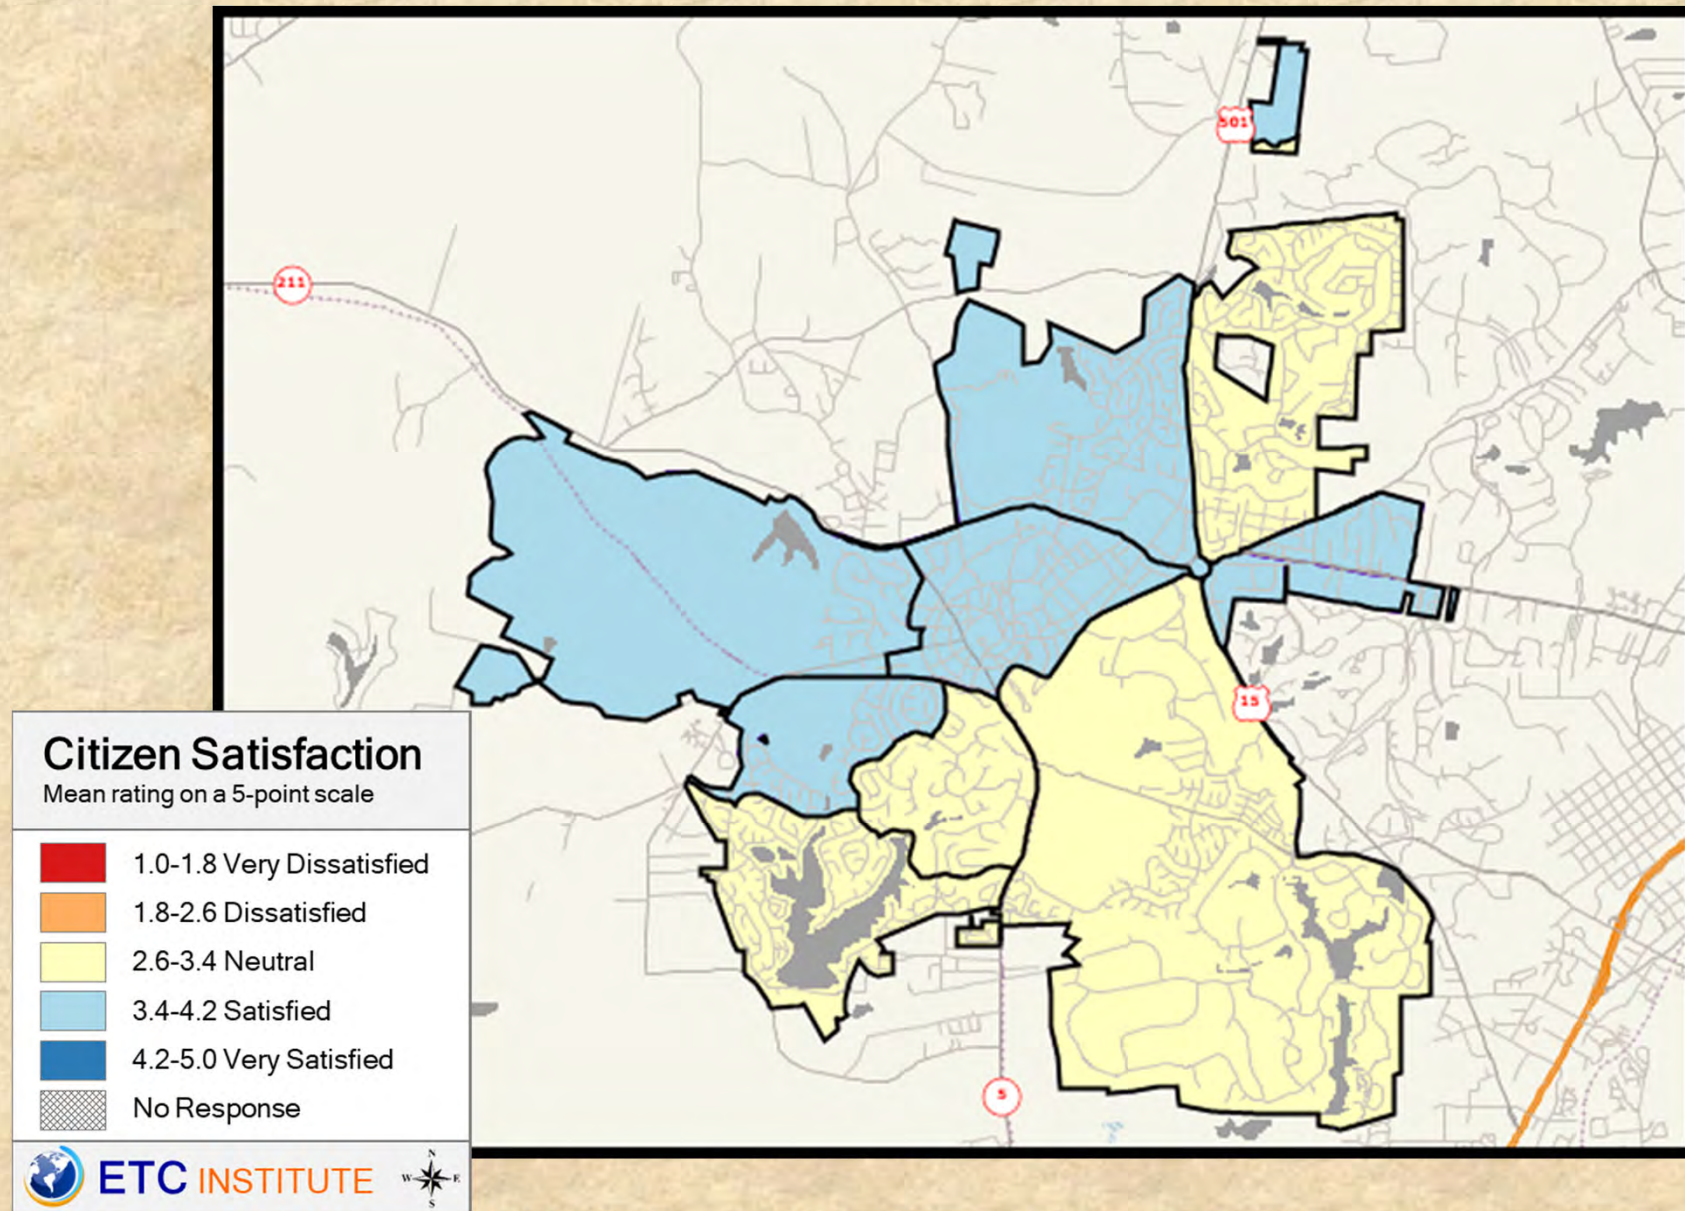 501
211
15
Citizen Satisfaction
Mean rating on a 5-point scale
1.0-1.8 Very Dissatisfied
1.8-2.6 Dissatisfied
2.6-3.4 Neutral
3.4-4.2 Satisfied
4.2-5.0 Very Satisfied
No Response
5
ETC INSTITUTE
N
W E
S